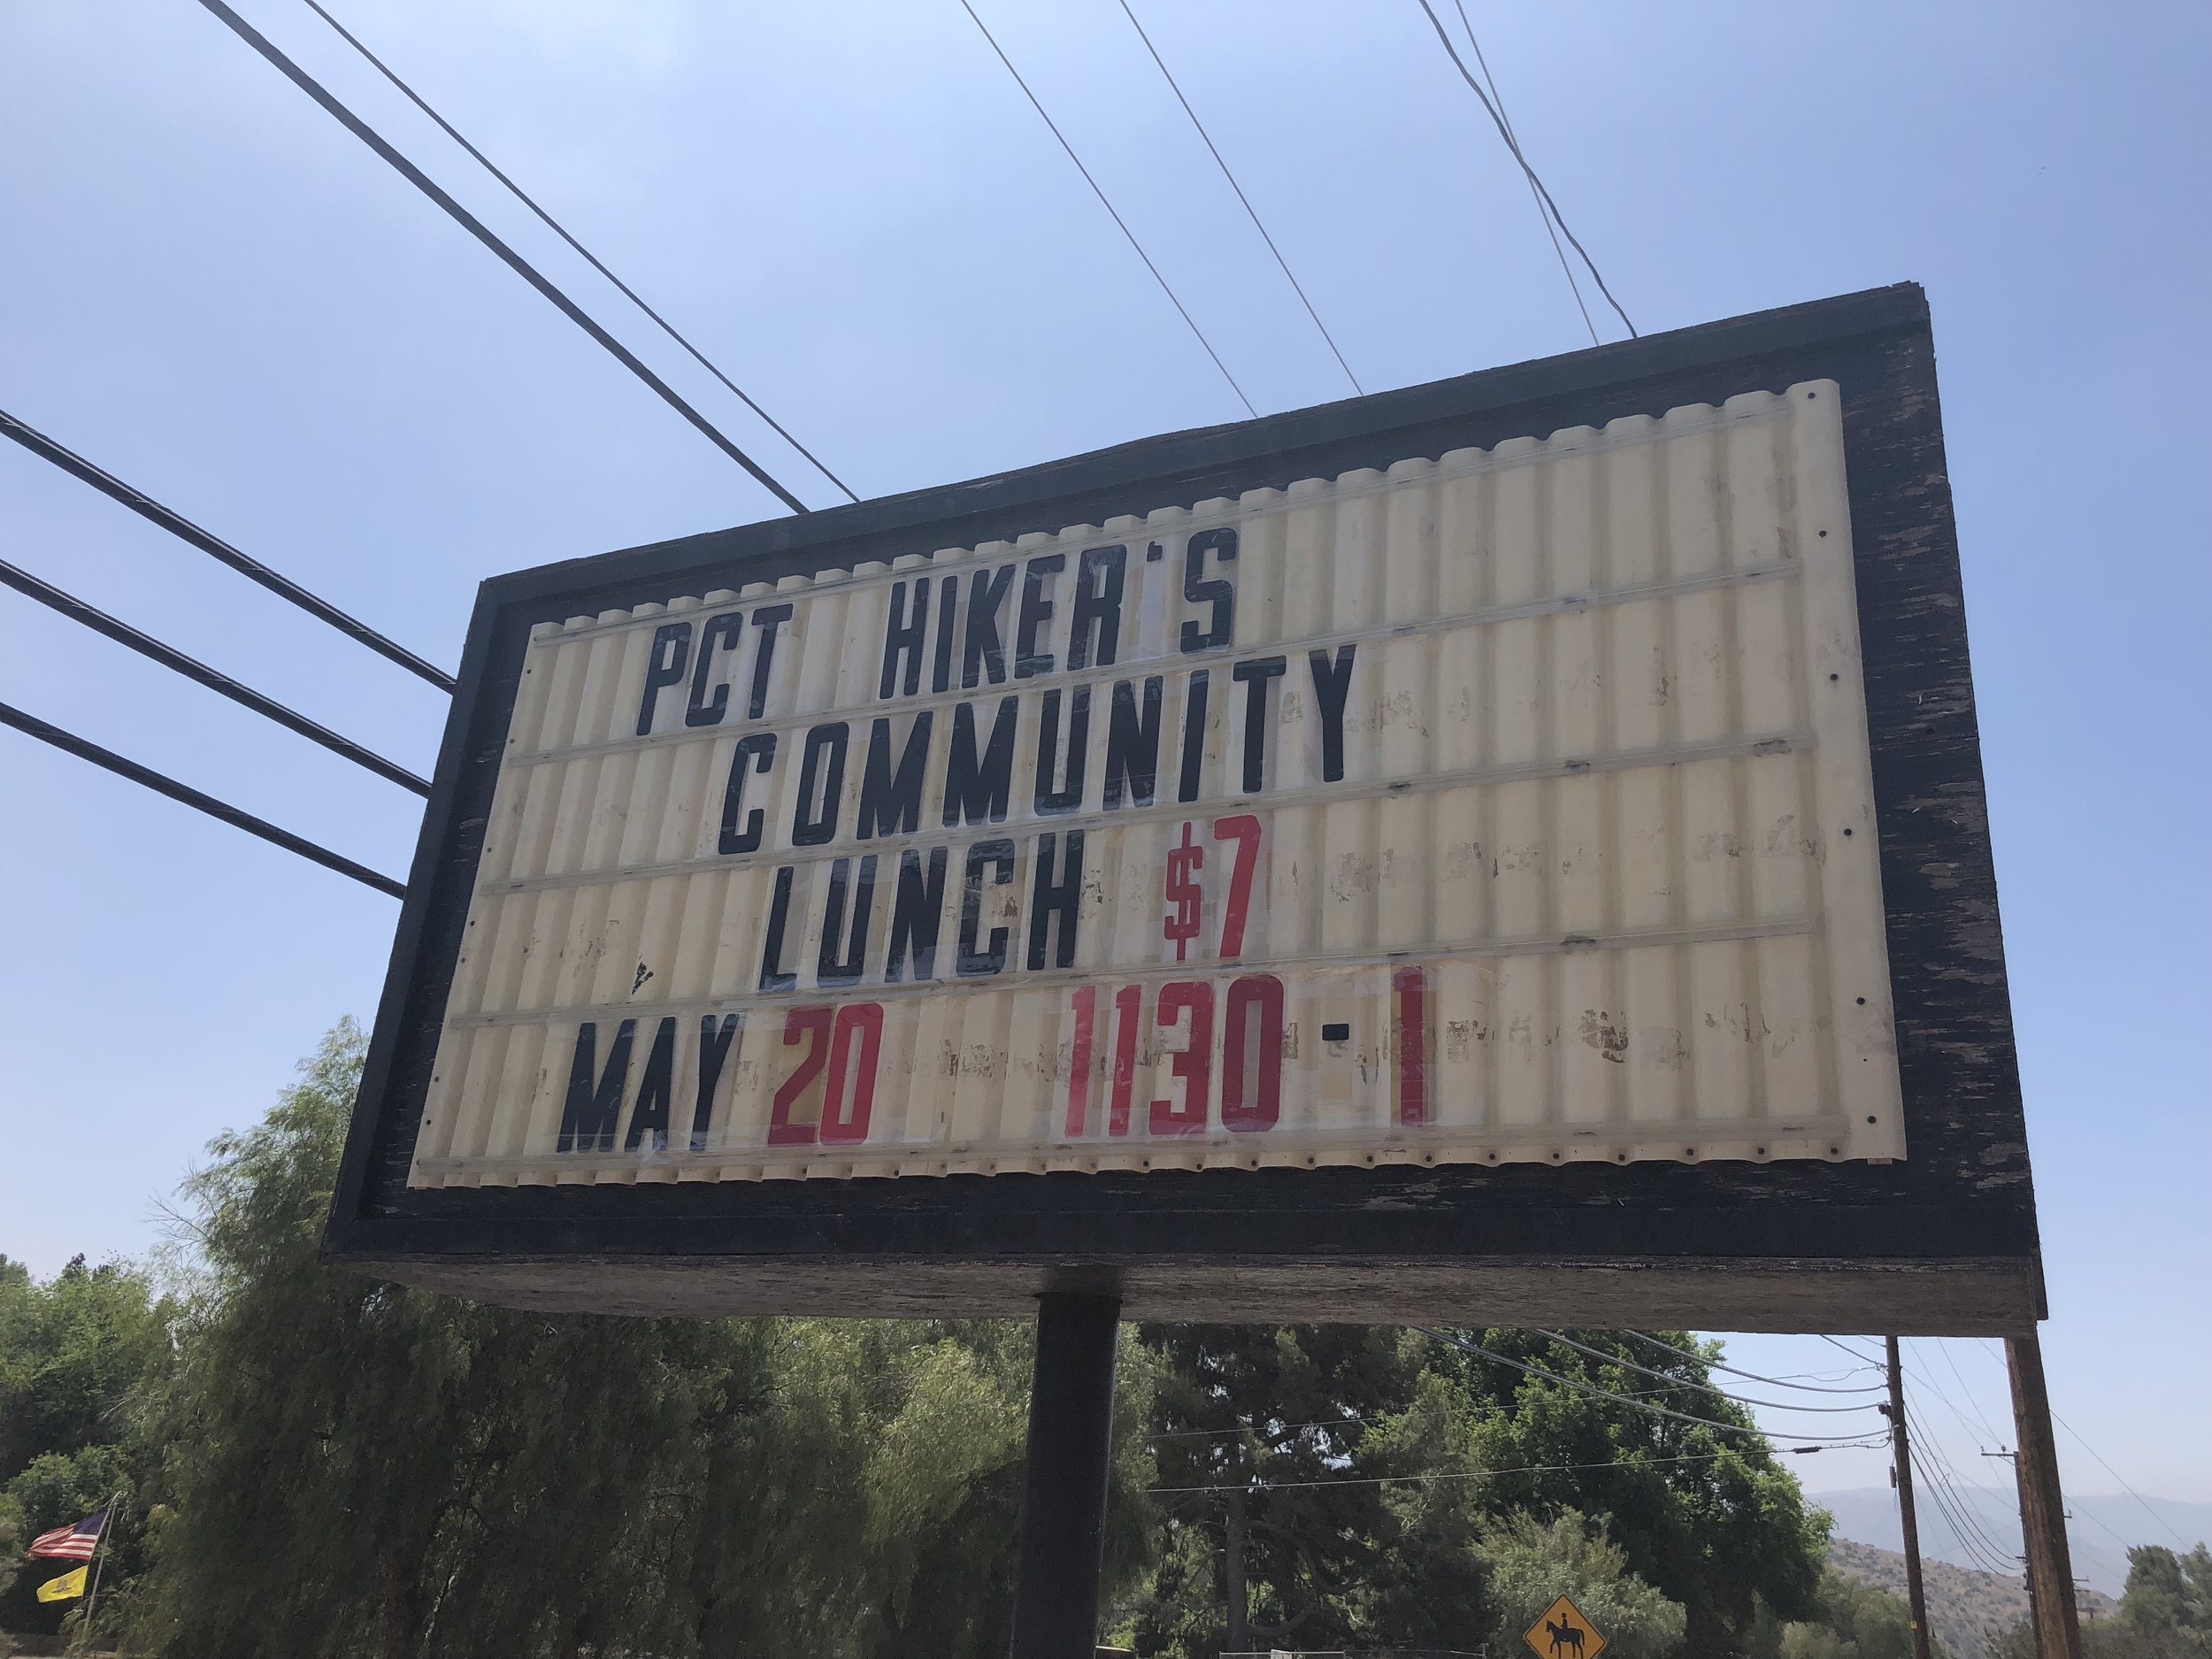 PCT HIKER'S
COMMUNITY
LUNCH $7
MAY 20 1130-1